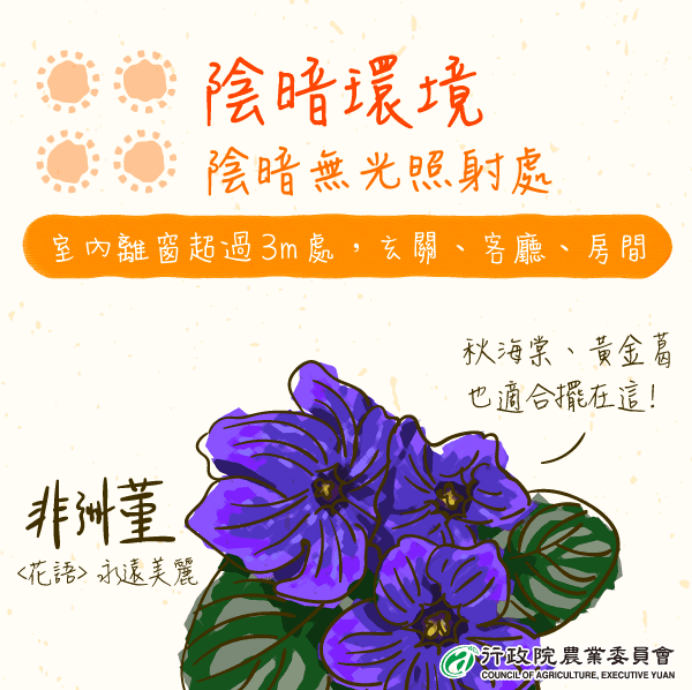 陰暗環境
陰暗無光照射處
室內離窗超過3m處，玄關、客廳、房間
秋海棠、黃金葛
也適合擺在這!
非洲菫
<花語>永遠美麗
行政院農業委員會
COUNCIL OF AGRICULTURE, EXECUTIVE YUAN